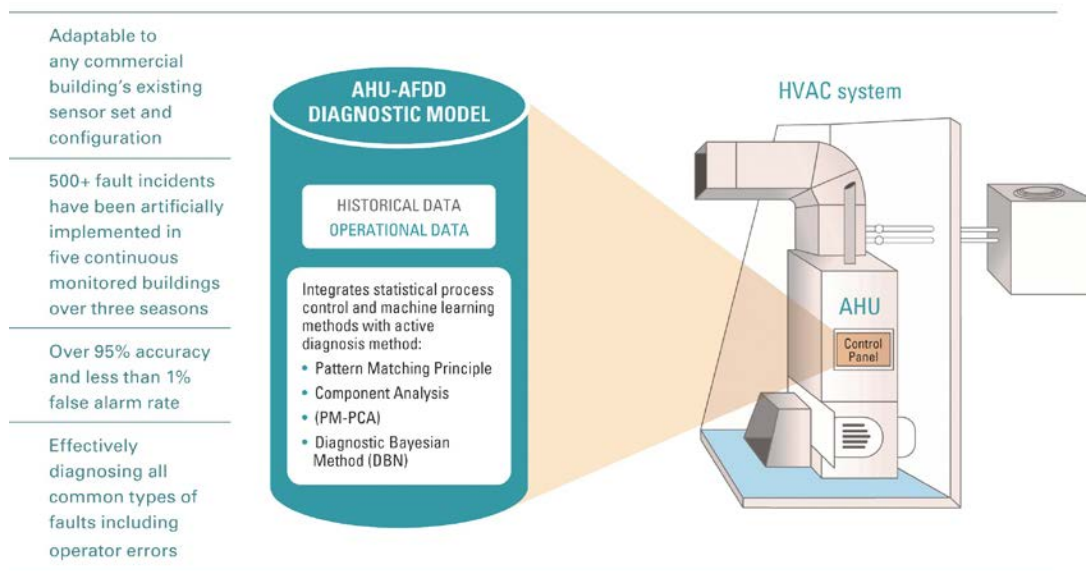 Adaptable to
any commercial
building's existing
sensor set and
configuration
500+ fault incidents
have been artificially
implemented in
five continuous
monitored buildings
over three seasons
Over 95% accuracy
and less than 1%
false alarm rate
Effectively
diagnosing all
common types of
faults including
operator errors
AHU-AFDD
DIAGNOSTIC MODEL
HISTORICAL DATA
OPERATIONAL DATA
Integrates statistical process
control and machine learning
methods with active
diagnosis method:
• Pattern Matching Principle
• Component Analysis
• (PM-PCA)
• Diagnostic Bayesian
Method (DBN)
HVAC system
AHU
Control
Panel